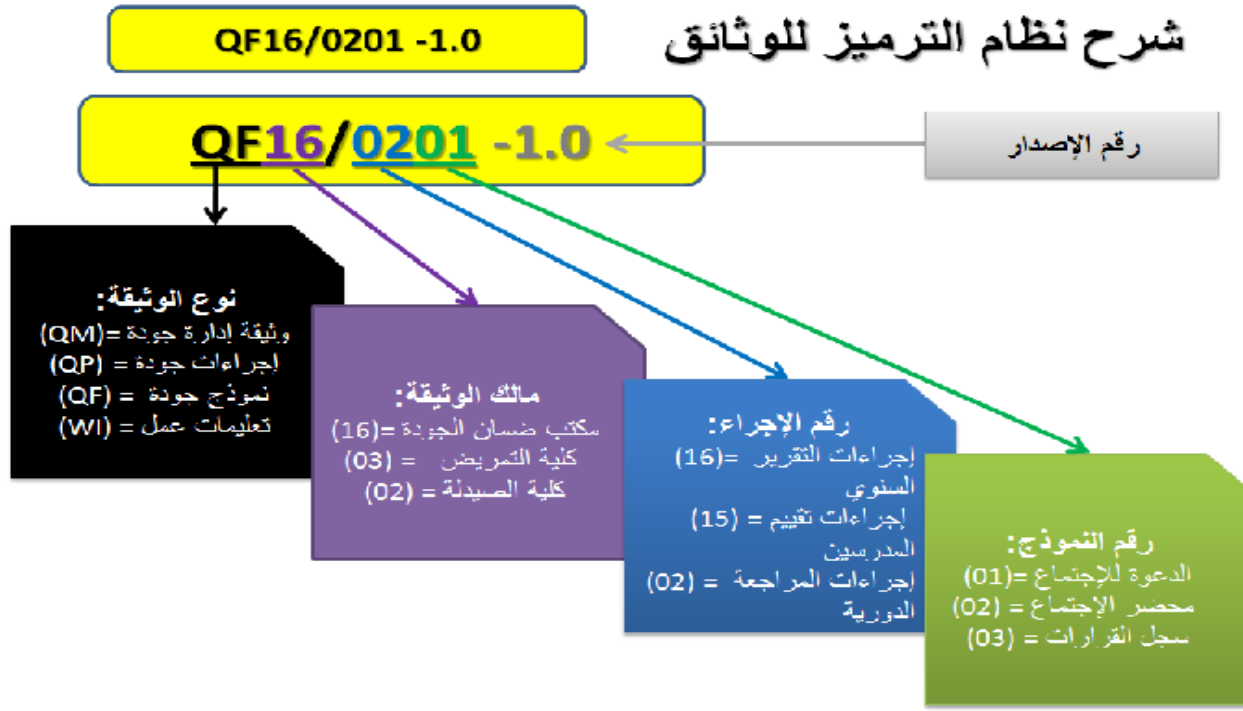 شرح نظام الترميز للوثائق
QF16/0201 -1.0
QF16/0201 -1.0
رقم الإصدار
نوع الوثيقة:
وثيقة إدارة جودة =(QM)
إجراءات جودة = (QP)
نموذج جودة = (QF)
تعليمات عمل = (WI)
مالك الوثيقة:
مكتب ضمان الجودة =(16)
كلية التمريض = (03)
كلية الصيدلة = (02)
رقم الإجراء:
إجراءات التقرير =(16)
السنوي
إجراءات تقييم = (15)
المدرسين
إجراءات المراجعة = (02)
الدورية
رقم النموذج:
الدعوة للإجتماع =(01)
محضر الإجتماع = (02)
سجل القرارات = (03)